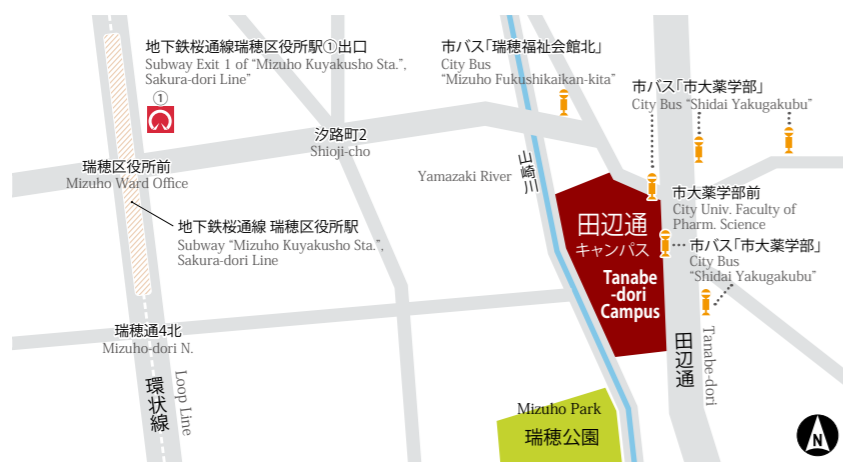 地下鉄桜通線瑞穂区役所駅①出口
Subway Exit 1 of “Mizuho Kuyakusho Sta.”,
Sakura-dori Line”
①
市バス「瑞穂福祉会館北」
City Bus
“Mizuho Fukushikaikan-kita”
市バス「市大薬学部」
City Bus “Shidai Yakugakubu”
汐路町2
Shioji-cho
瑞穂区役所前
Mizuho Ward Office
Yamazaki River
山崎川
地下鉄桜通線 瑞穂区役所駅
Subway “Mizuho Kuyakusho Sta.”,
Sakura-dori Line
田辺通
キャンパス
Tanabe
-dori
Campus
市大薬学部前
City Univ. Faculty of
Pharm. Science
市バス「市大薬学部」
City Bus
“Shidai Yakugakubu”
瑞穂通4北
Mizuho-dori N.
環状線
Loop Line
田辺通
Tanabe-dori
Mizuho Park
瑞穂公園
N